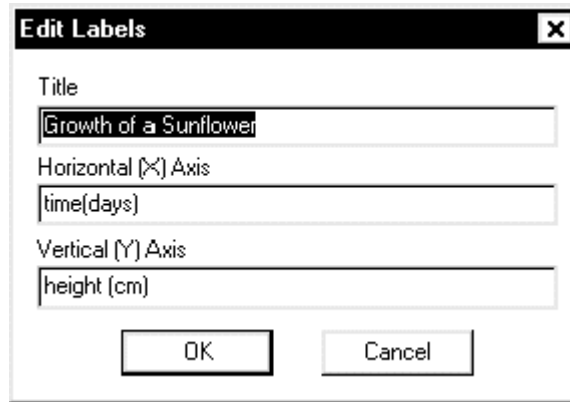 Edit Labels
Title
Growth of a Sunflower
Horizontal (X) Axis
time(days)
Vertical (Y) Axis
height (cm)
OK Cancel